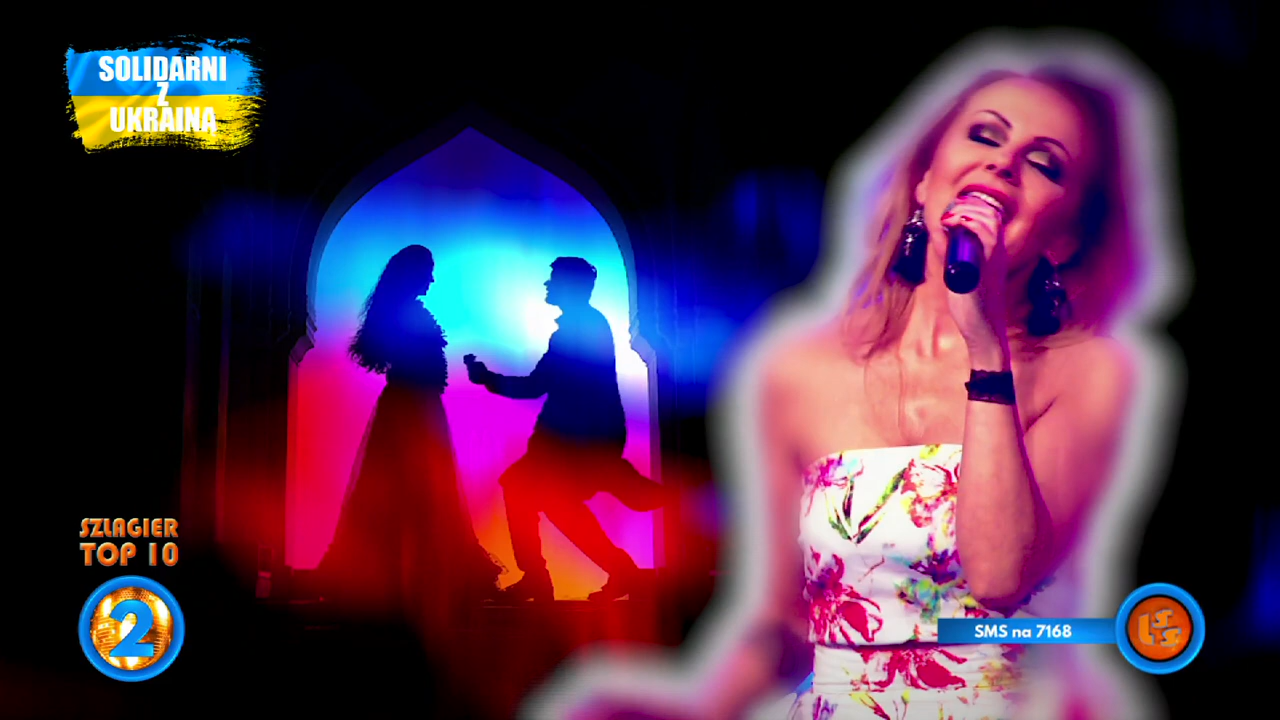 SOLIDARNI
Z
UKRAINĄ
SZLAGIER
TOP 10
2
SMS na 7168